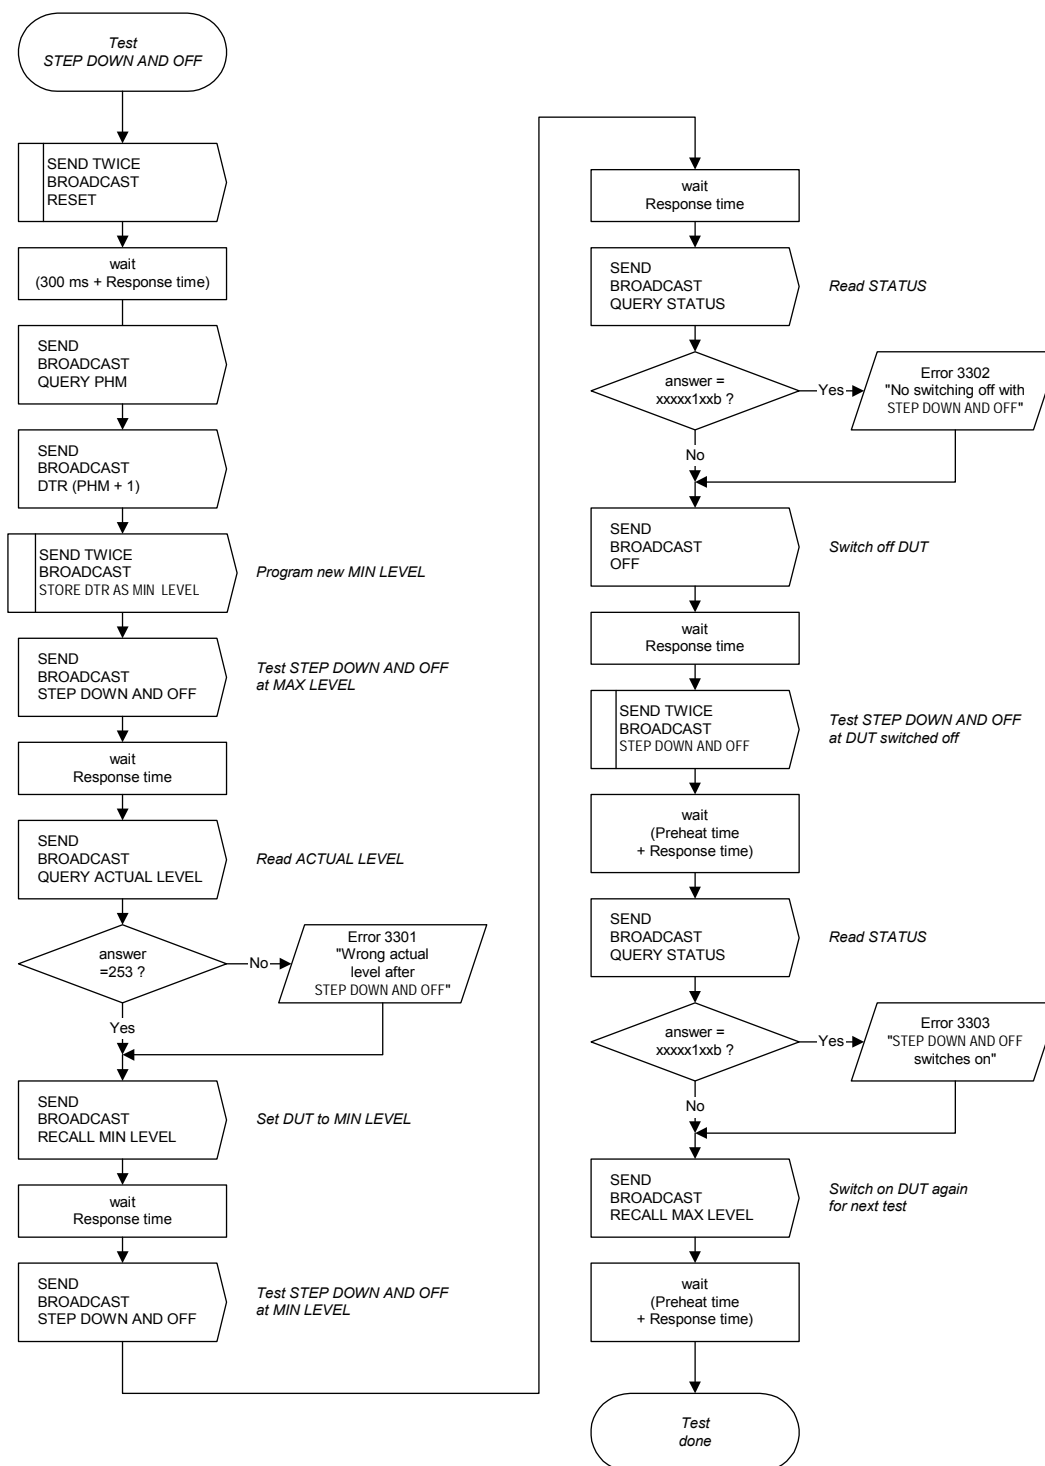 Test
STEP DOWN AND OFF
SEND TWICE
BROADCAST
RESET
wait
(300 ms + Response time)
SEND
BROADCAST
QUERY PHM
SEND
BROADCAST
DTR (PHM + 1)
SEND TWICE
BROADCAST
STORE DTR AS MIN LEVEL
Program new MIN LEVEL
SEND
BROADCAST
STEP DOWN AND OFF
Test STEP DOWN AND OFF
at MAX LEVEL
wait
Response time
SEND
BROADCAST
QUERY ACTUAL LEVEL
Read ACTUAL LEVEL
answer
=253 ?
No
Error 3301
"Wrong actual
level after
STEP DOWN AND OFF"
Yes
SEND
BROADCAST
RECALL MIN LEVEL
Set DUT to MIN LEVEL
wait
Response time
SEND
BROADCAST
STEP DOWN AND OFF
Test STEP DOWN AND OFF
at MIN LEVEL
wait
Response time
SEND
BROADCAST
QUERY STATUS
Read STATUS
answer =
xxxxx1xxb ?
Yes
Error 3302
"No switching off with
STEP DOWN AND OFF"
No
SEND
BROADCAST
OFF
Switch off DUT
wait
Response time
SEND TWICE
BROADCAST
STEP DOWN AND OFF
Test STEP DOWN AND OFF
at DUT switched off
wait
(Preheat time
+ Response time)
SEND
BROADCAST
QUERY STATUS
Read STATUS
answer =
xxxxx1xxb ?
Yes
Error 3303
"STEP DOWN AND OFF
switches on"
No
SEND
BROADCAST
RECALL MAX LEVEL
Switch on DUT again
for next test
wait
(Preheat time
+ Response time)
Test
done